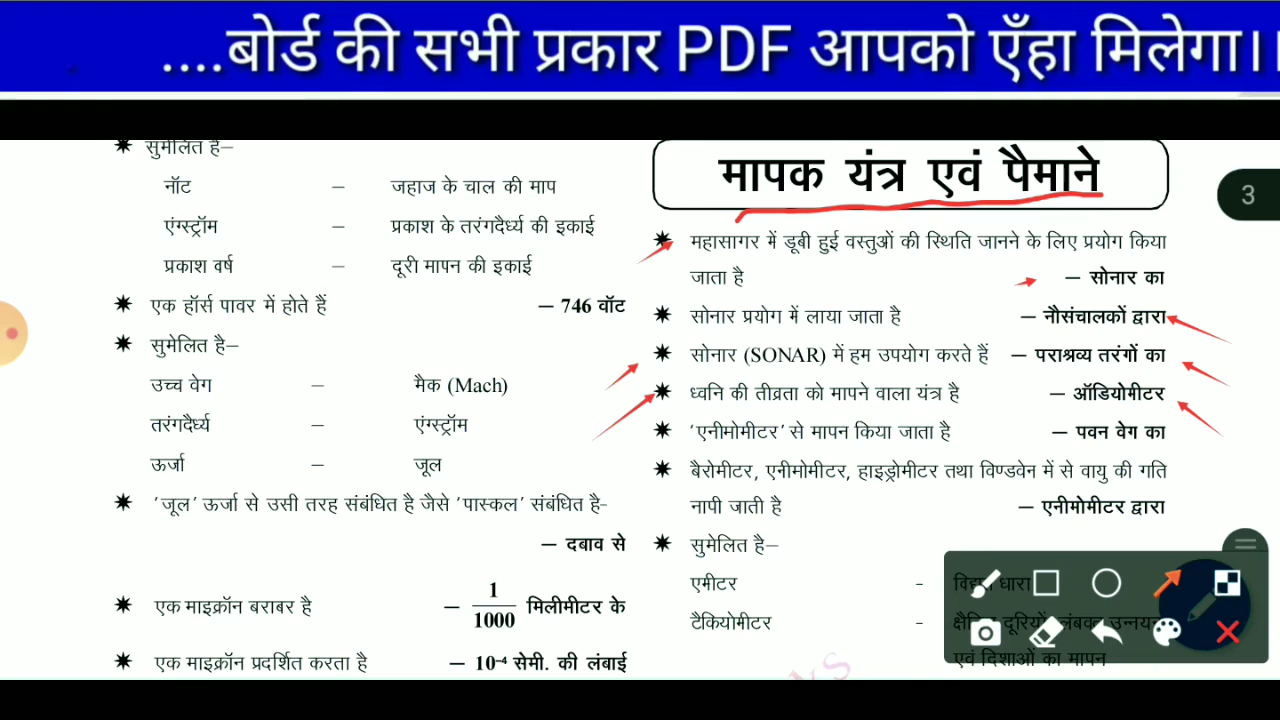 ....बोर्ड की सभी प्रकार PDF आपको एँहा मिलेगा।
सुमेलित है–
नॉट – जहाज के चाल की माप
एंग्स्ट्रॉम – प्रकाश के तरंगदैर्ध्य की इकाई
प्रकाश वर्ष – दूरी मापन की इकाई
✷ एक हॉर्स पावर में होते हैं – 746 वॉट
✷ सुमेलित है–
उच्च वेग – मैक (Mach)
तरंगदैर्ध्य – एंग्स्ट्रॉम
ऊर्जा – जूल
✷ 'जूल' ऊर्जा से उसी तरह संबंधित है जैसे 'पास्कल' संबंधित है-
– दबाव से
✷ एक माइक्रॉन बराबर है – 1/1000 मिलीमीटर के
✷ एक माइक्रॉन प्रदर्शित करता है – 10⁻⁴ सेमी. की लंबाई
मापक यंत्र एवं पैमाने
✷ महासागर में डूबी हुई वस्तुओं की स्थिति जानने के लिए प्रयोग किया
जाता है – सोनार का
✷ सोनार प्रयोग में लाया जाता है – नौसंचालकों द्वारा
✷ सोनार (SONAR) में हम उपयोग करते हैं – पराश्रव्य तरंगों का
✷ ध्वनि की तीव्रता को मापने वाला यंत्र है – ऑडियोमीटर
✷ 'एनीमोमीटर' से मापन किया जाता है – पवन वेग का
✷ बैरोमीटर, एनीमोमीटर, हाइड्रोमीटर तथा विण्डवेन में से वायु की गति
नापी जाती है – एनीमोमीटर द्वारा
✷ सुमेलित है–
एमीटर - विद्युत धारा
टैकियोमीटर - क्षैतिज दूरियों, लंबवत उन्नयन
एवं दिशाओं का मापन
3